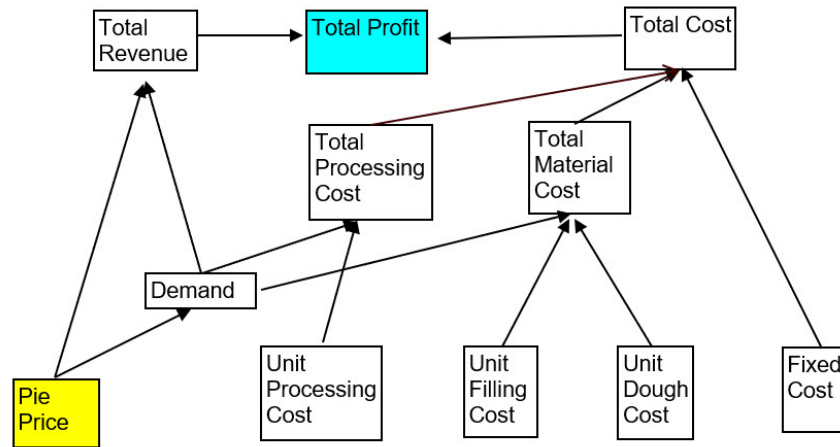 Total
Revenue
Total Profit
Total Cost
Total
Processing
Cost
Total
Material
Cost
Demand
Pie
Price
Unit
Processing
Cost
Unit
Filling
Cost
Unit
Dough
Cost
Fixed
Cost